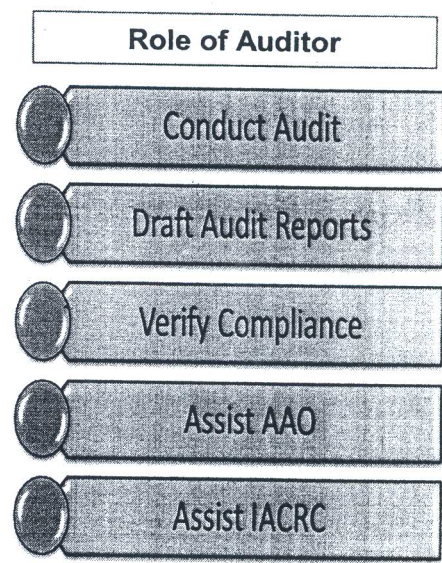 Role of Auditor
Conduct Audit
Draft Audit Reports
Verify Compliance
Assist AAO
Assist IACRC